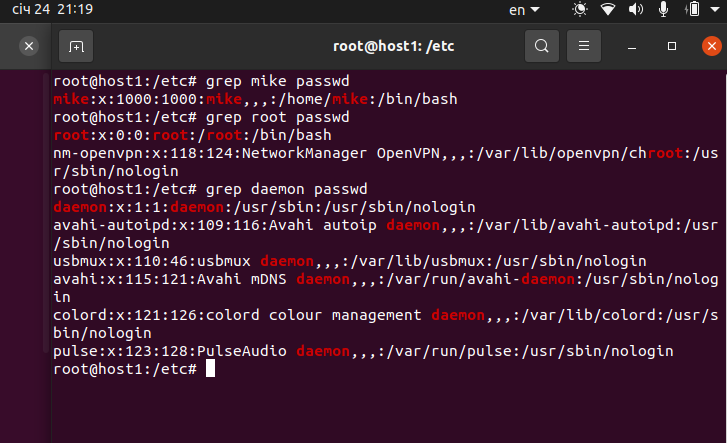 січ 24 21:19
en
root@host1: /etc
root@host1:/etc# grep mike passwd
mike:x:1000:1000:mike,,,:/home/mike:/bin/bash
root@host1:/etc# grep root passwd
root:x:0:0:root:/root:/bin/bash
nm-openvpn:x:118:124:NetworkManager OpenVPN,,,:/var/lib/openvpn/chroot:/us
r/sbin/nologin
root@host1:/etc# grep daemon passwd
daemon:x:1:1:daemon:/usr/sbin:/usr/sbin/nologin
avahi-autoipd:x:109:116:Avahi autoip daemon,,,:/var/lib/avahi-autoipd:/usr
/sbin/nologin
usbmux:x:110:46:usbmux daemon,,,:/var/lib/usbmux:/usr/sbin/nologin
avahi:x:115:121:Avahi mDNS daemon,,,:/var/run/avahi-daemon:/usr/sbin/nolog
in
colord:x:121:126:colord colour management daemon,,,:/var/lib/colord:/usr/s
bin/nologin
pulse:x:123:128:PulseAudio daemon,,,:/var/run/pulse:/usr/sbin/nologin
root@host1:/etc#